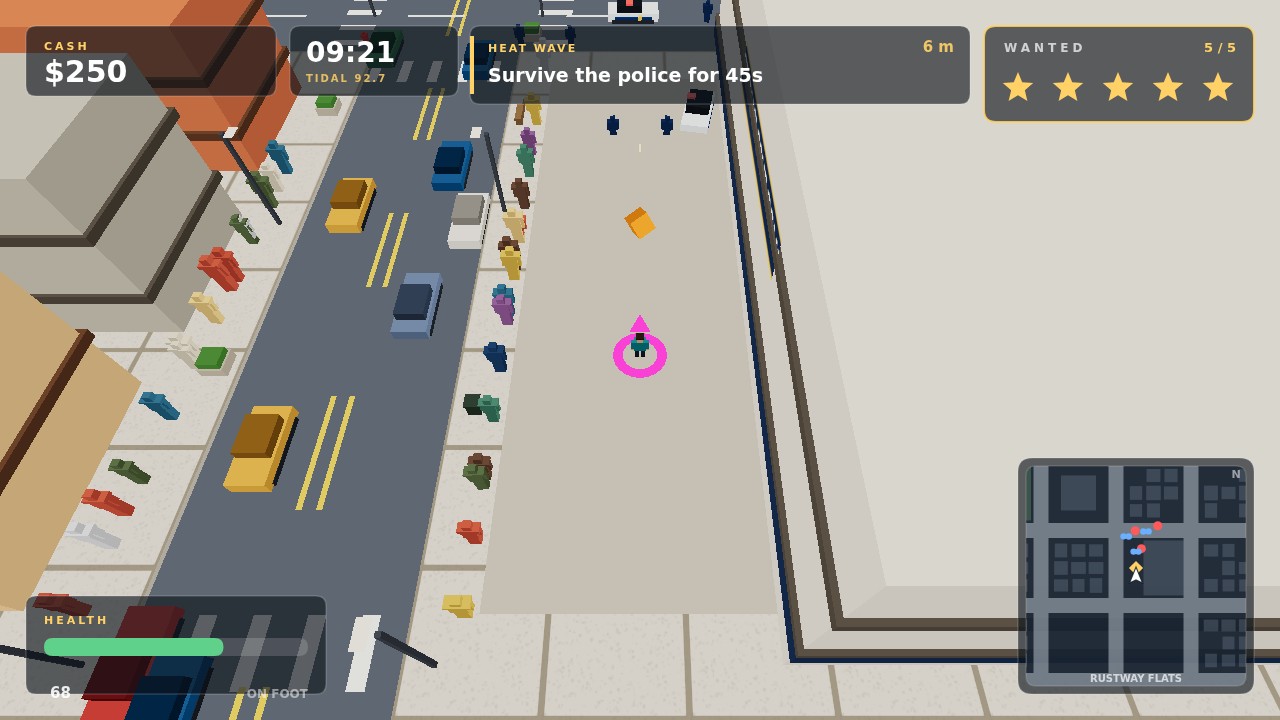 CASH
$250
09:21
TIDAL 92.7
HEAT WAVE
6 m
Survive the police for 45s
WANTED
5 / 5
N
RUSTWAY FLATS
HEALTH
68
ON FOOT